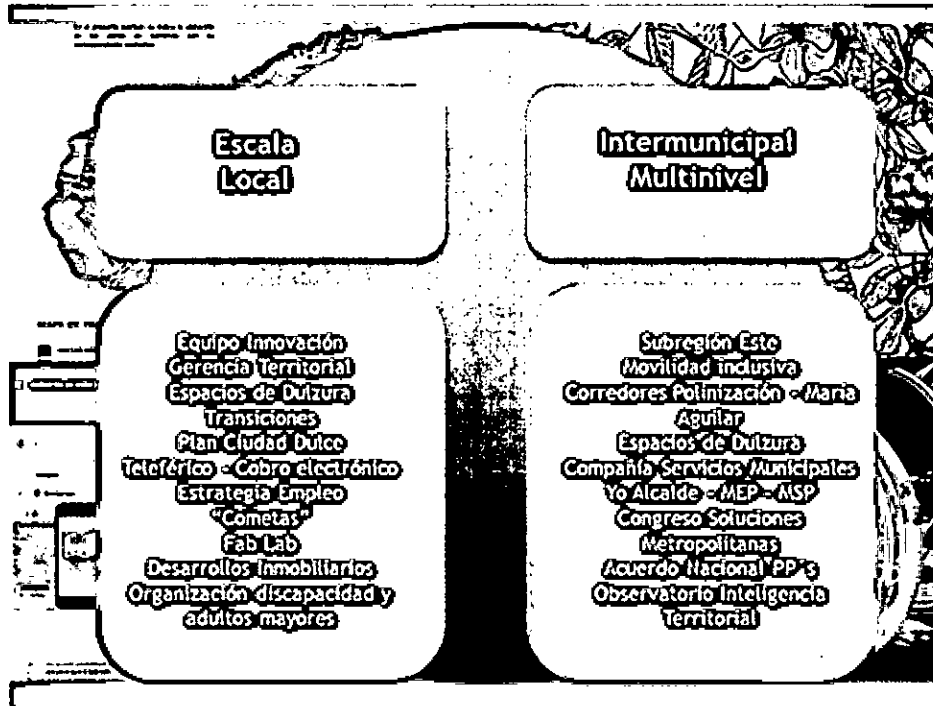 Escala
Local
Intermunicipal
Multinivel
Equipo Innovación
Gerencia Territorial
Espacios de Dulzura
Transiciones
Plan Ciudad Dulce
Teleférico - Cobro electrónico
Estrategia Empleo
"Cometas"
Fab Lab
Desarrollos Inmobiliarios
Organización discapacidad y
adultos mayores
Subregión Este
Movilidad inclusiva
Corredores Polinización - María
Aguilar
Espacios de Dulzura
Compañía Servicios Municipales
Yo Alcalde - MEP - MSP
Congreso Soluciones
Metropolitanas
Acuerdo Nacional PP´s
Observatorio Inteligencia
Territorial